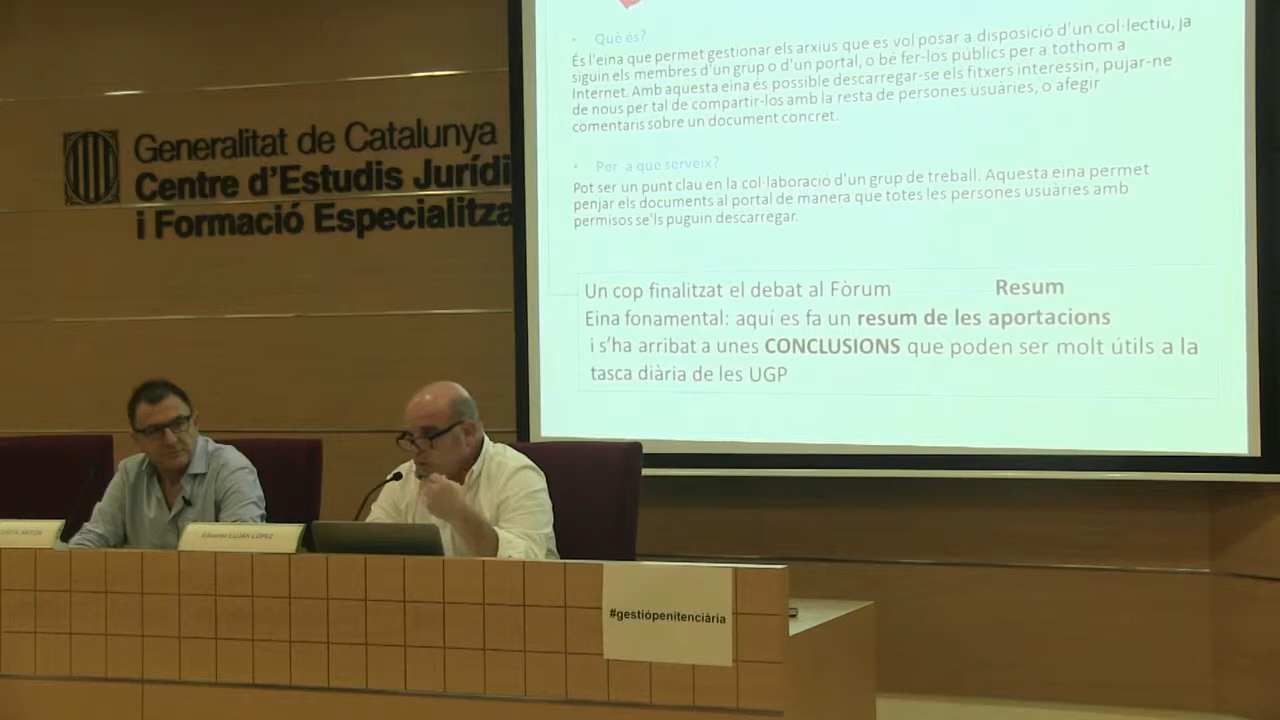 Generalitat de Catalunya
Centre d'Estudis Jurídi
i Formació Especialitza
• Què és?
És l'eina que permet gestionar els arxius que es vol posar a disposició d'un col·lectiu, ja
siguin els membres d'un grup o d'un portal, o bé fer-los públics per a tothom a
Internet. Amb aquesta eina és possible descarregar-se els fitxers interessin, pujar-ne
de nous per tal de compartir-los amb la resta de persones usuàries, o afegir
comentaris sobre un document concret.
• Per a què serveix?
Pot ser un punt clau en la col·laboració d'un grup de treball. Aquesta eina permet
penjar els documents al portal de manera que totes les persones usuàries amb
permisos se'ls puguin descarregar.
Un cop finalitzat el debat al Fòrum Resum
Eina fonamental: aquí es fa un resum de les aportacions
i s'ha arribat a unes CONCLUSIONS que poden ser molt útils a la
tasca diària de les UGP
Eduardo LUJÁN LÓPEZ
#gestiópenitenciària